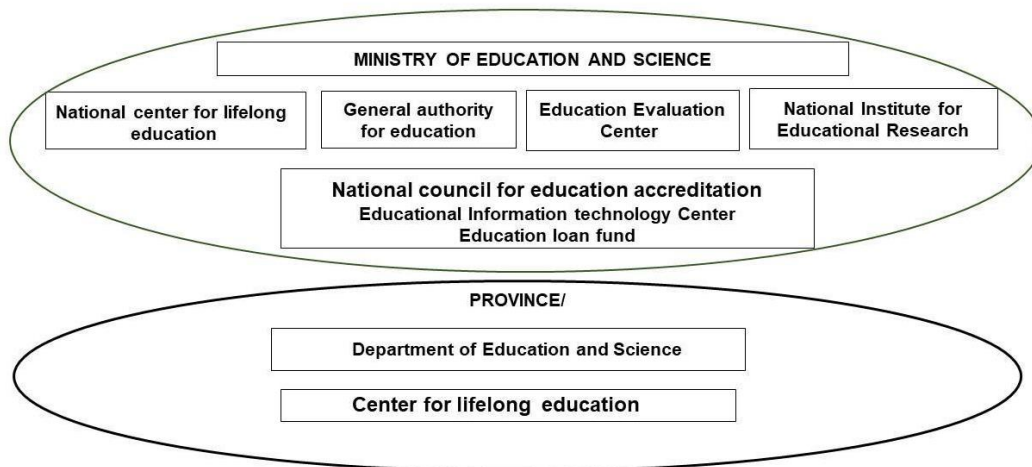 MINISTRY OF EDUCATION AND SCIENCE
National center for lifelong
education
General authority
for education
Education Evaluation
Center
National Institute for
Educational Research
National council for education accreditation
Educational Information technology Center
Education loan fund
PROVINCE/
Department of Education and Science
Center for lifelong education